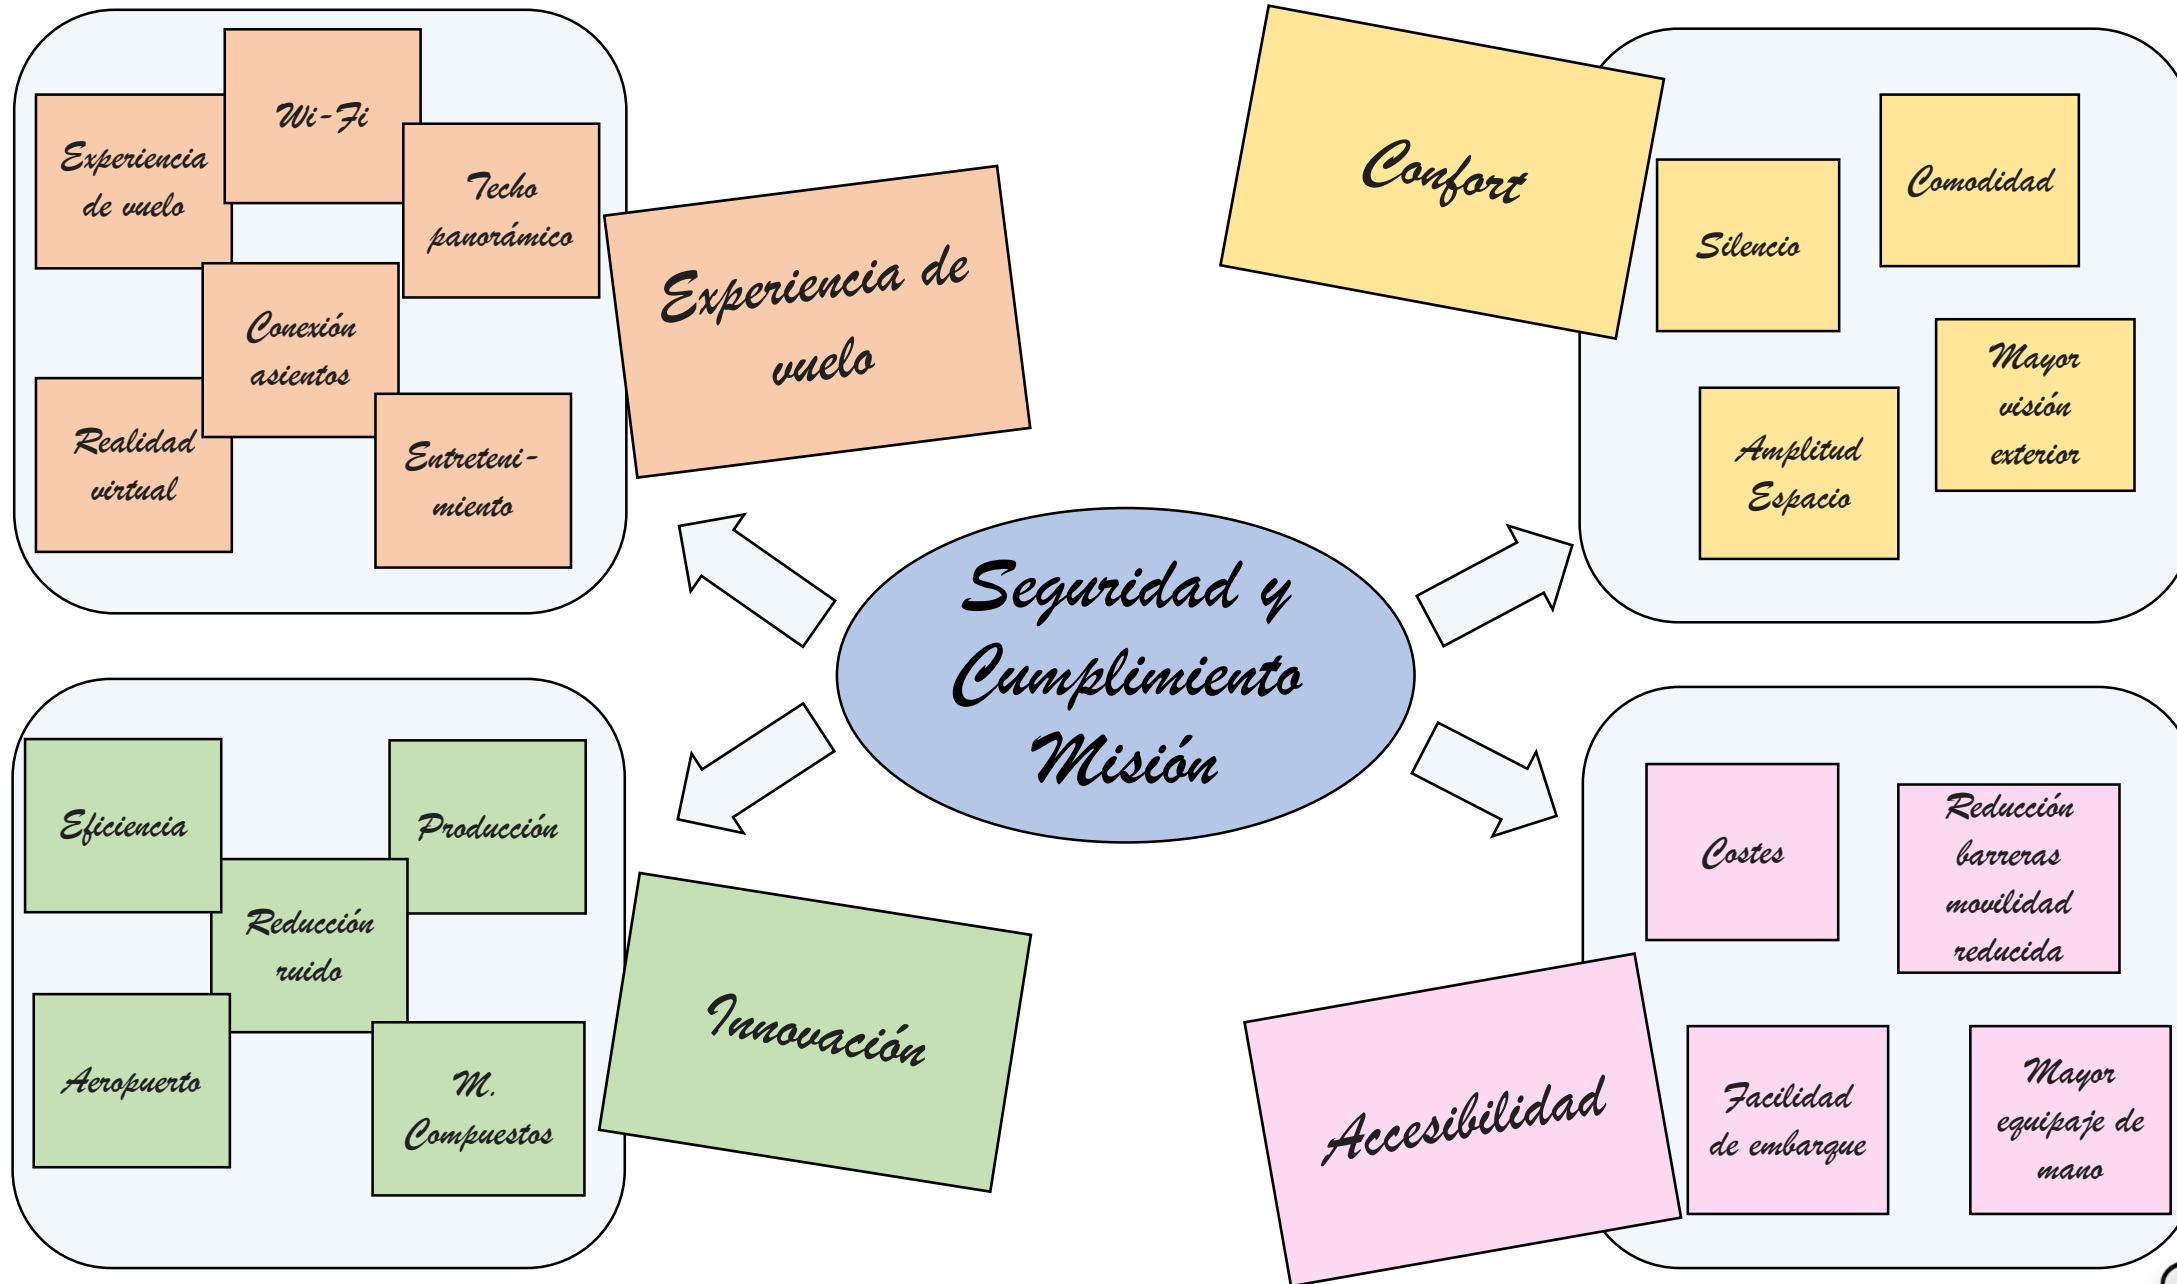 Wi-Fi
Experiencia
de vuelo
Techo
panorámico
Conexión
asientos
Realidad
virtual
Entreteni-
miento
Experiencia de
vuelo
Confort
Comodidad
Silencio
Mayor
visión
exterior
Amplitud
Espacio
Seguridad y
Cumplimiento
Misión
Eficiencia
Producción
Reducción
ruido
Aeropuerto
M.
Compuestos
Innovación
Costes
Reducción
barreras
movilidad
reducida
Accesibilidad
Facilidad
de embarque
Mayor
equipaje de
mano